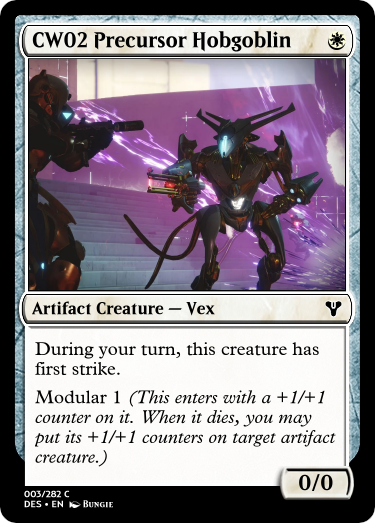 CW02 Precursor Hobgoblin
Artifact Creature — Vex
During your turn, this creature has
first strike.
Modular 1 (This enters with a +1/+1
counter on it. When it dies, you may
put its +1/+1 counters on target artifact
creature.)
0/0
003/282 C
DES • EN Bungie